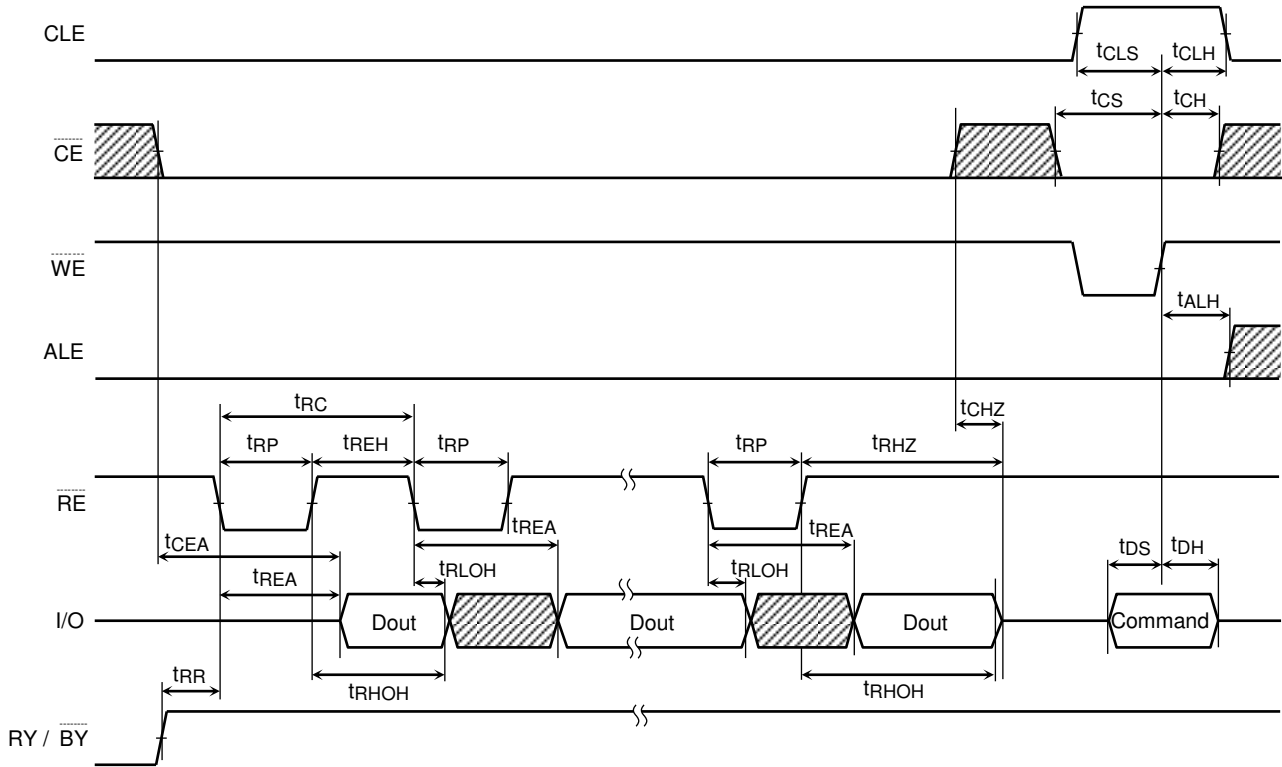 CLE
tCLS
tCLH
tCS
tCH
CE
WE
tALH
ALE
tRC
tCHZ
tRP
tREH
tRP
tRP
tRHZ
RE
tCEA
tREA
tREA
tREA
tRLOH
tRLOH
tDS
tDH
I/O
Dout
Dout
Dout
Command
tRR
tRHOH
tRHOH
RY / BY